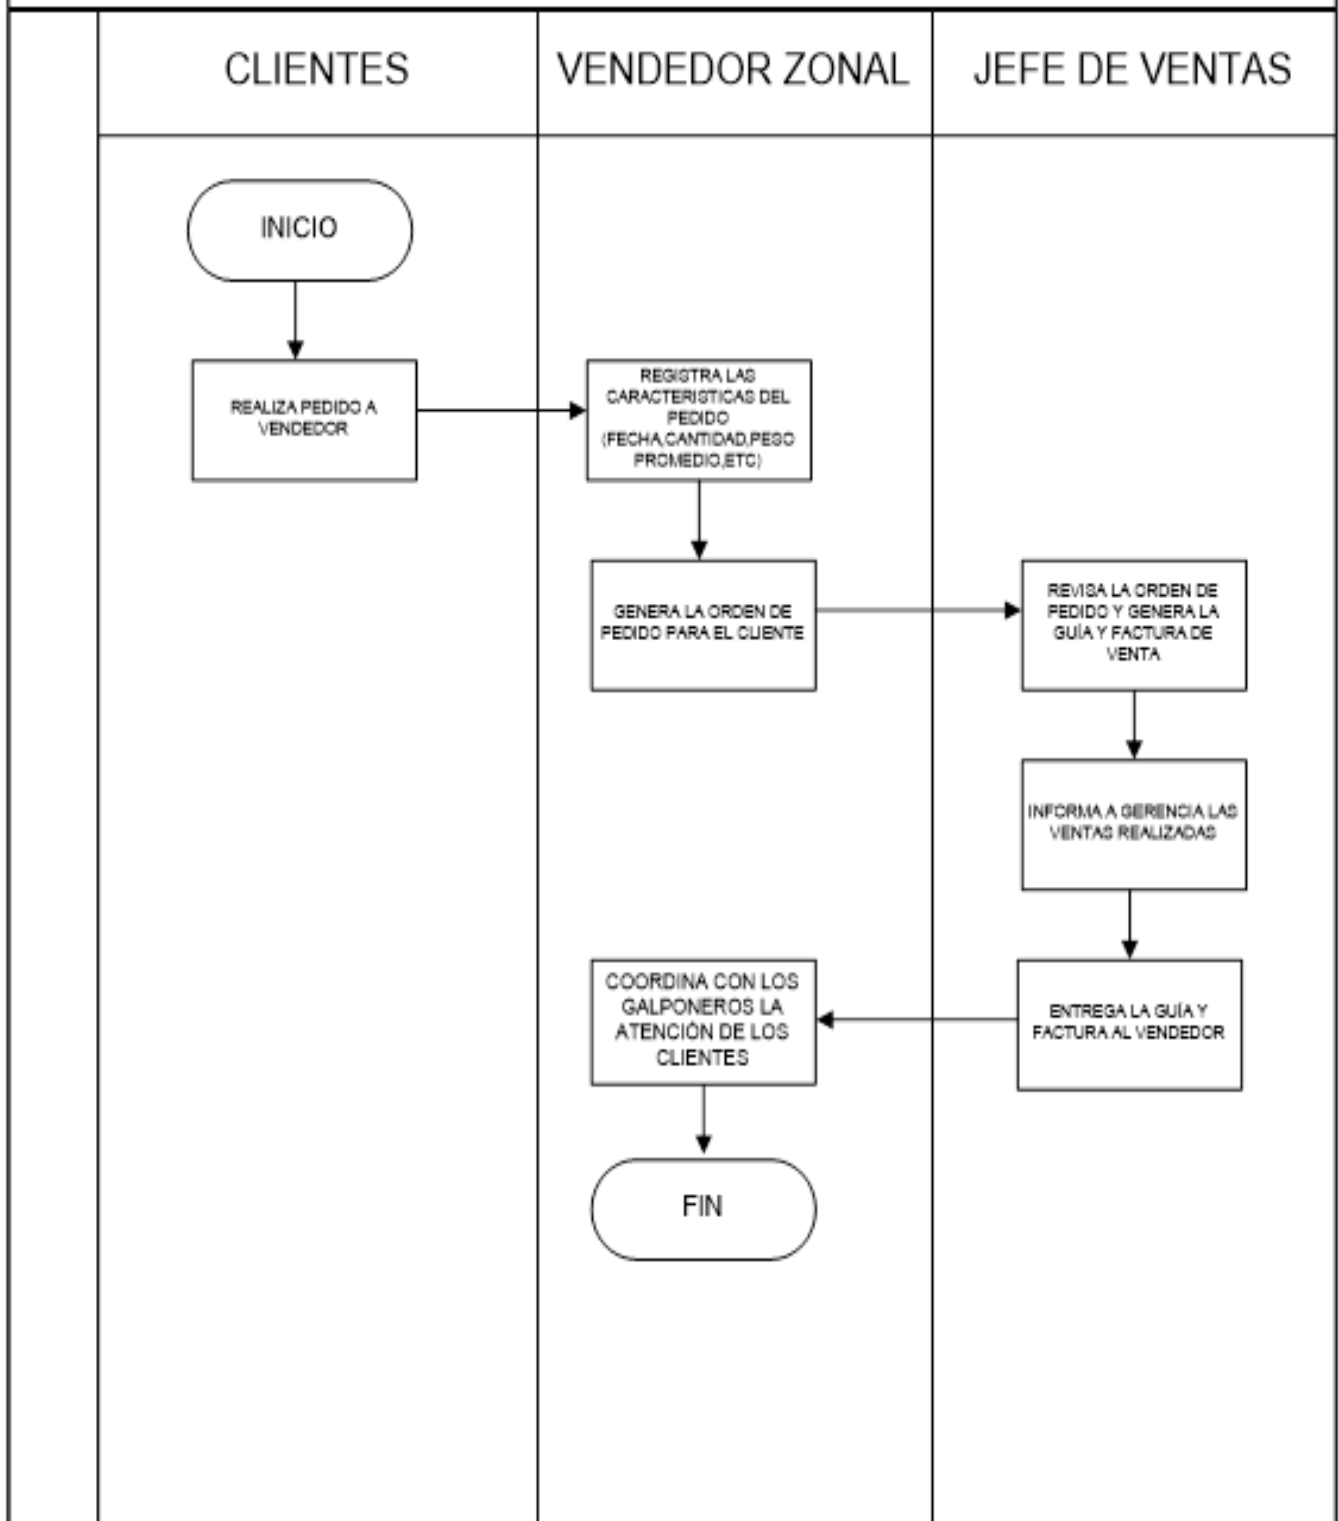 CLIENTES
VENDEDOR ZONAL
JEFE DE VENTAS
INICIO
REALIZA PEDIDO A
VENDEDOR
REGISTRA LAS
CARACTERISTICAS DEL
PEDIDO
(FECHA,CANTIDAD,PESO
PROMEDIO,ETC)
GENERA LA ORDEN DE
PEDIDO PARA EL CLIENTE
REVISA LA ORDEN DE
PEDIDO Y GENERA LA
GUÍA Y FACTURA DE
VENTA
INFORMA A GERENCIA LAS
VENTAS REALIZADAS
ENTREGA LA GUÍA Y
FACTURA AL VENDEDOR
COORDINA CON LOS
GALPONEROS LA
ATENCIÓN DE LOS
CLIENTES
FIN